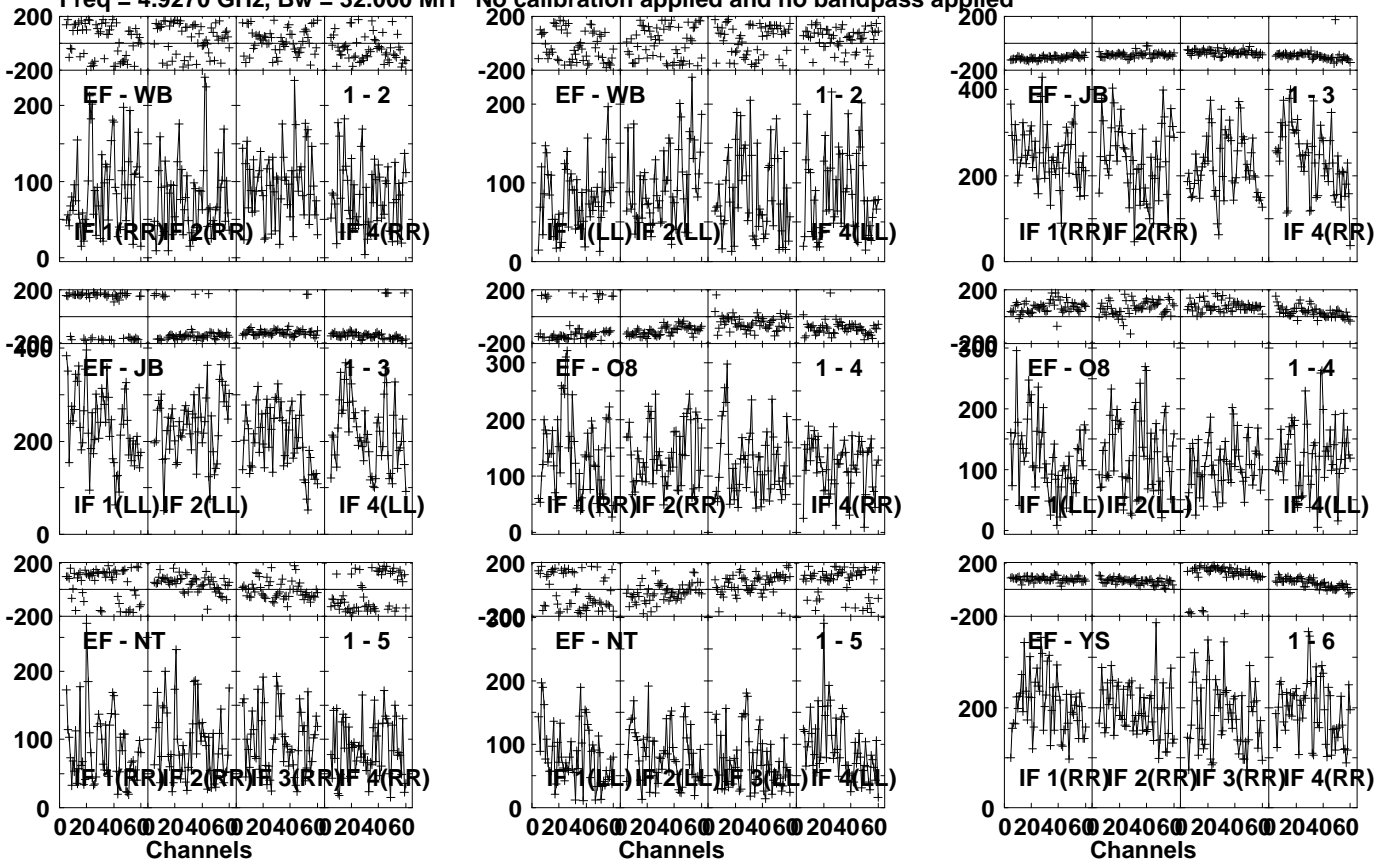 Freq = 4.9270 GHz, Bw = 32.000 MH No calibration applied and no bandpass applied
200 200 200
-200 -200 -200
EF - WB 1 - 2 EF - WB 1 - 2 EF - JB 1 - 3
200 200 400
100 100 200
IF 1(RR) IF 2(RR) IF 4(RR) IF 1(LL) IF 2(LL) IF 4(LL) IF 1(RR) IF 2(RR) IF 4(RR)
0 0 0
200 200 200
-200 -200 -200
400 300 300
EF - JB 1 - 3 EF - O8 1 - 4 EF - O8 1 - 4
200 200 200
100 100
IF 1(LL) IF 2(LL) IF 4(LL) IF 1(RR) IF 2(RR) IF 4(RR) IF 1(LL) IF 2(LL) IF 4(LL)
0 0 0
200 200 200
-200 -200 -200
300
EF - NT 1 - 5 EF - NT 1 - 5 EF - YS 1 - 6
200 200 200
100 100
IF 1(RR) IF 2(RR) IF 3(RR) IF 4(RR) IF 1(LL) IF 2(LL) IF 3(LL) IF 4(LL) IF 1(RR) IF 2(RR) IF 3(RR) IF 4(RR)
0 0 0
0 20 40 60 0 20 40 60 0 20 40 60 0 20 40 60 0 20 40 60 0 20 40 60 0 20 40 60 0 20 40 60 0 20 40 60 0 20 40 60 0 20 40 60 0 20 40 60
Channels Channels Channels